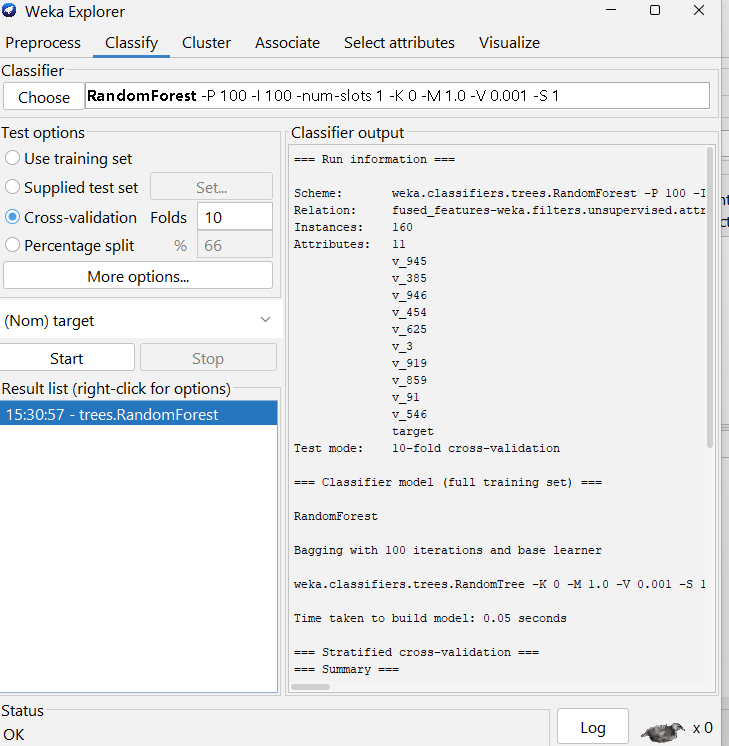 Weka Explorer
Preprocess Classify Cluster Associate Select attributes Visualize
Classifier
Choose RandomForest -P 100 -I 100 -num-slots 1 -K 0 -M 1.0 -V 0.001 -S 1
Test options
Use training set
Supplied test set Set...
Cross-validation Folds 10
Percentage split % 66
More options...
(Nom) target
Start Stop
Result list (right-click for options)
15:30:57 - trees.RandomForest
Classifier output
=== Run information ===
Scheme: weka.classifiers.trees.RandomForest -P 100 -I
Relation: fused_features-weka.filters.unsupervised.attr
Instances: 160
Attributes: 11
v_945
v_385
v_946
v_454
v_625
v_3
v_919
v_859
v_91
v_546
target
Test mode: 10-fold cross-validation
=== Classifier model (full training set) ===
RandomForest
Bagging with 100 iterations and base learner
weka.classifiers.trees.RandomTree -K 0 -M 1.0 -V 0.001 -S 1
Time taken to build model: 0.05 seconds
=== Stratified cross-validation ===
=== Summary ===
Status
OK
Log x 0